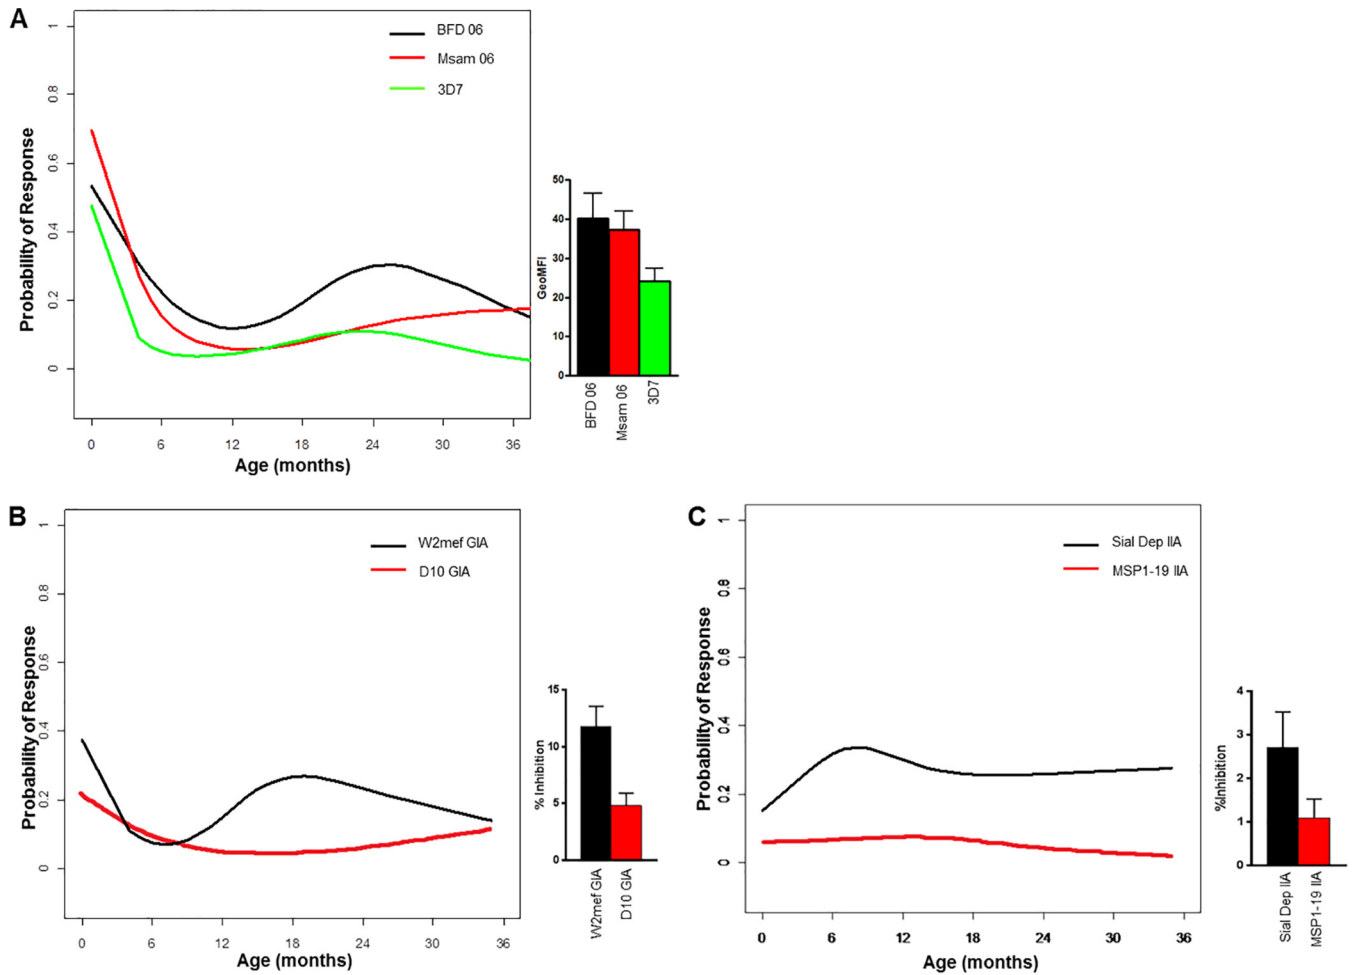 A
BFD 06
Msam 06
3D7
Probability of Response
1
0.8
0.6
0.4
0.2
0
0 6 12 18 24 30 36
Age (months)
GeoMFI
50
40
30
20
10
0
BFD 06
Msam 06
3D7
B
W2mef GIA
D10 GIA
Probability of Response
1
0.8
0.6
0.4
0.2
0
0 6 12 18 24 30 36
Age (months)
% Inhibition
15
10
5
0
W2mef GIA
D10 GIA
C
Sial Dep IIA
MSP1-19 IIA
Probability of Response
1
0.8
0.6
0.4
0.2
0
0 6 12 18 24 30 36
Age (months)
%Inhibition
4
3
2
1
0
Sial Dep IIA
MSP1-19 IIA